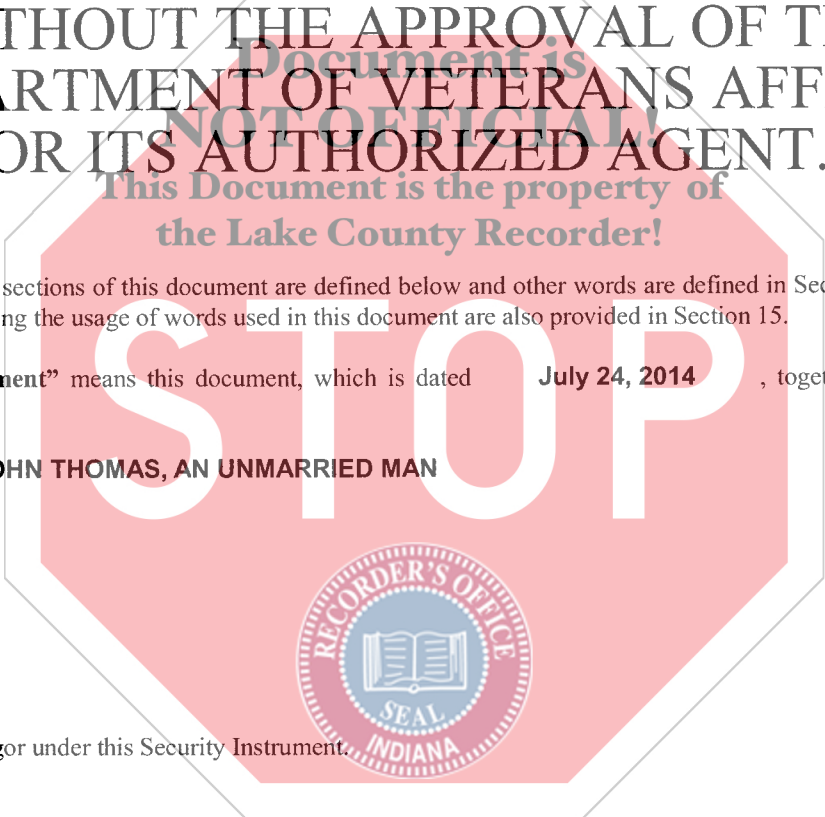 THOUT THE APPROVAL OF T
ARTMENT OF VETERANS AFF
OR ITS AUTHORIZED AGENT.
Document is
NOT OFFICIAL!
This Document is the property of
the Lake County Recorder!
sections of this document are defined below and other words are defined in Sec
ng the usage of words used in this document are also provided in Section 15.
nent” means this document, which is dated July 24, 2014 , toget
OHN THOMAS, AN UNMARRIED MAN
STOP
RECORDER'S OFFICE
SEAL
INDIANA
gor under this Security Instrument.